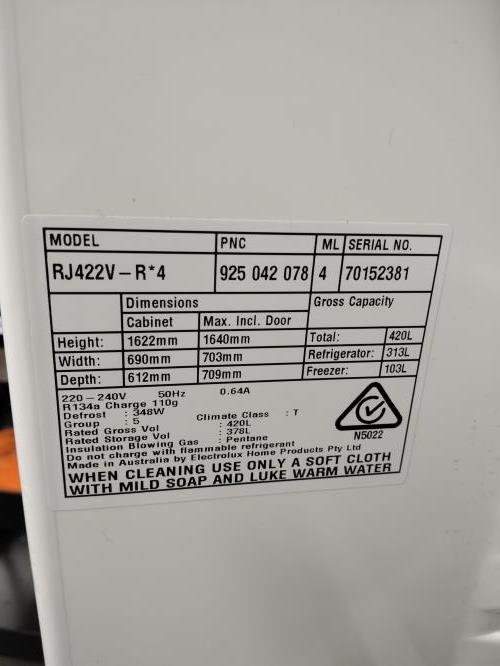 MODEL PNC ML SERIAL NO.
RJ422V-R*4 925 042 078 4 70152381
Dimensions Gross Capacity
Cabinet Max. Incl. Door
Height: 1622mm 1640mm Total: 420L
Width: 690mm 703mm Refrigerator: 313L
Depth: 612mm 709mm Freezer: 103L
220-240V 50Hz 0.64A
R134a Charge 110g
Defrost : 348W Climate Class : T
Group : 5
Rated Gross Vol : 420L
Rated Storage Vol : 378L
Insulation Blowing Gas : Pentane
Do not charge with flammable refrigerant
Made in Australia by Electrolux Home Products Pty Ltd
N5022
WHEN CLEANING USE ONLY A SOFT CLOTH
WITH MILD SOAP AND LUKE WARM WATER